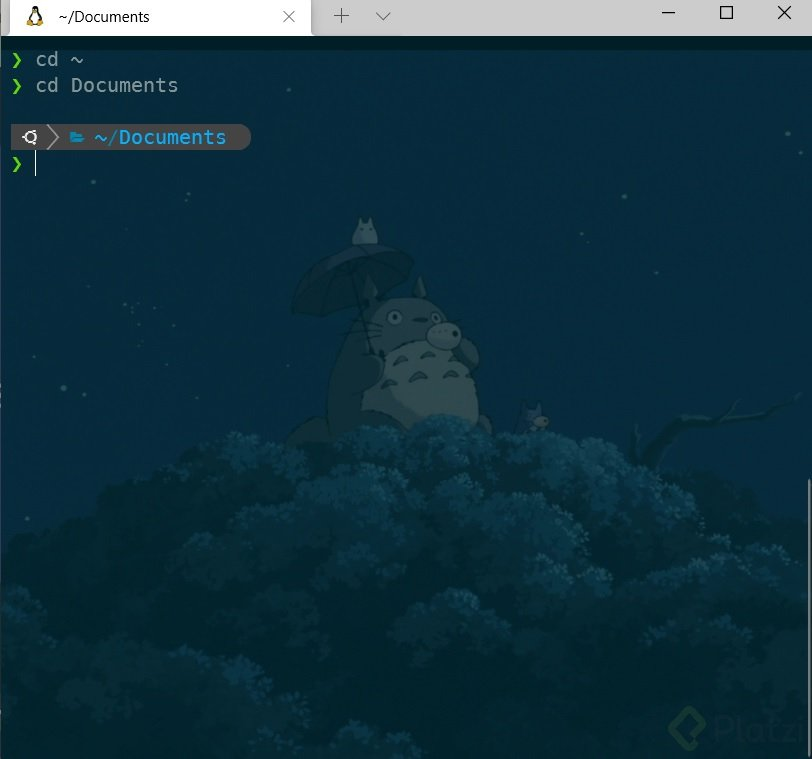 ~/Documents
❯ cd ~
❯ cd Documents
~/Documents
❯
Platzi